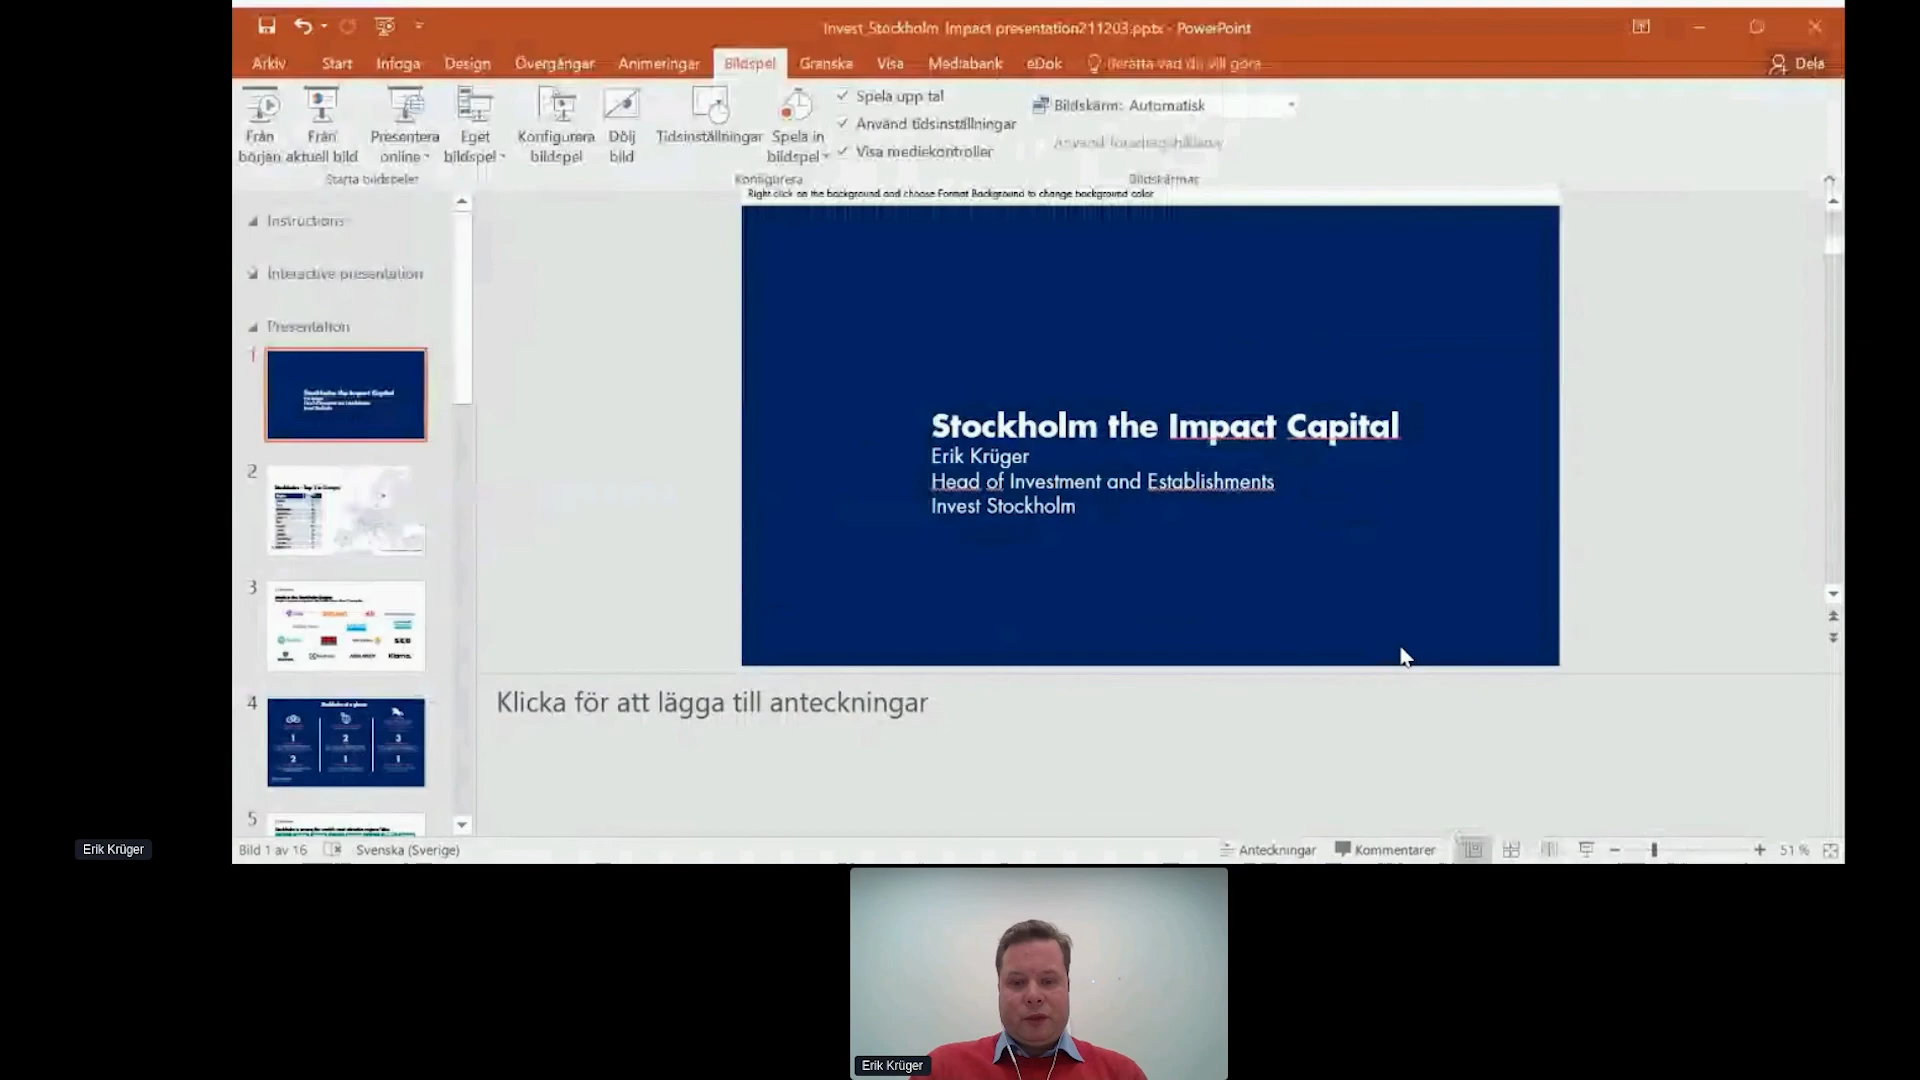 Invest_Stockholm Impact presentation211203.pptx - PowerPoint
Arkiv Start Infoga Design Övergångar Animeringar Bildspel Granska Visa Mediabank eDok Berätta vad du vill göra Dela
Från början
Från aktuell bild
Presentera online
Eget bildspel
Konfigurera bildspel
Dölj bild
Tidsinställningar
Spela in bildspel
Spela upp tal
Använd tidsinställningar
Visa mediekontroller
Bildskärm: Automatisk
Använd föredragshållarvy
Starta bildspelet
Konfigurera
Bildskärmar
Right click on the background and choose Format Background to change background color
Instructions
Interactive presentation
Presentation
1
2
3
4
5
Stockholm the Impact Capital
Erik Krüger
Head of Investment and Establishments
Invest Stockholm
Klicka för att lägga till anteckningar
Bild 1 av 16 Svenska (Sverige) Anteckningar Kommentarer 51 %
Erik Krüger
Erik Krüger